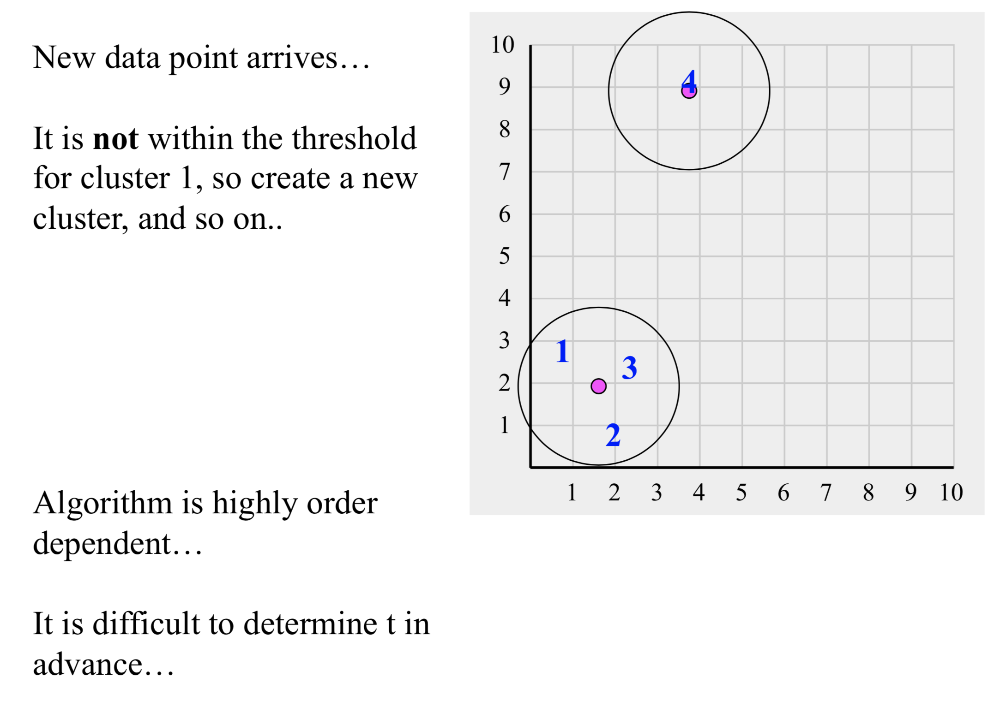 New data point arrives…
It is not within the threshold
for cluster 1, so create a new
cluster, and so on..
Algorithm is highly order
dependent…
It is difficult to determine t in
advance…
10
9
8
7
6
5
4
3
2
1
4
1
3
2
1 2 3 4 5 6 7 8 9 10